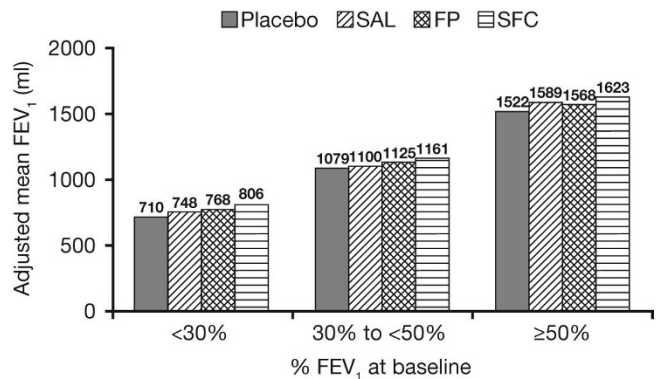 Placebo SAL FP SFC
Adjusted mean FEV₁ (ml)
2000
1500
1000
500
0
710 748 768 806
1079 1100 1125 1161
1522 1589 1568 1623
<30% 30% to <50% ≥50%
% FEV₁ at baseline